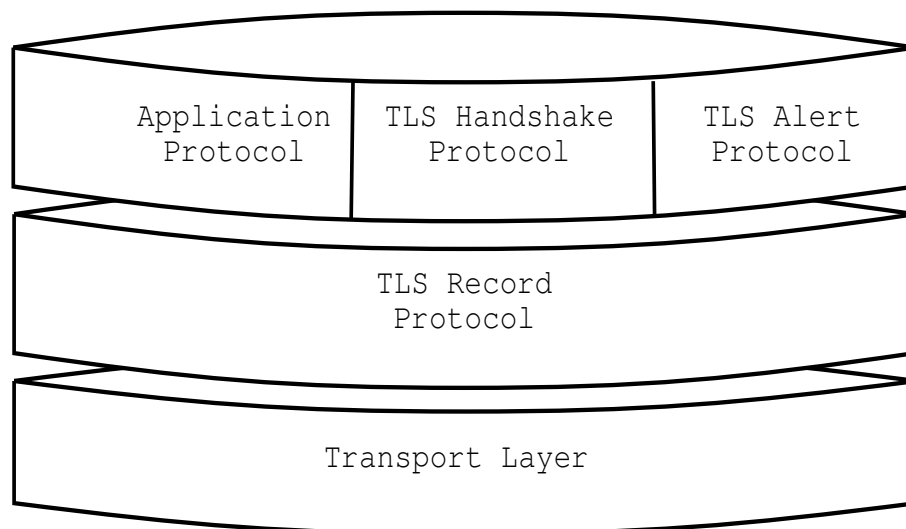 Application
Protocol
TLS Handshake
Protocol
TLS Alert
Protocol
TLS Record
Protocol
Transport Layer